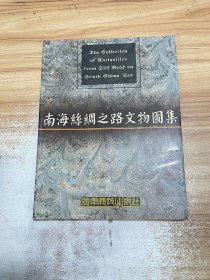 The Collection
of Antiquities
from Silk Road on
South China Sea
南海絲綢之路文物圖集